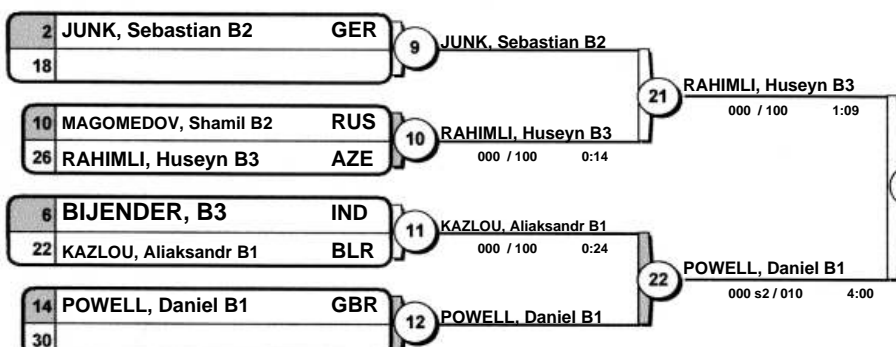 2 JUNK, Sebastian B2 GER
18
9
JUNK, Sebastian B2
10 MAGOMEDOV, Shamil B2 RUS
26 RAHIMLI, Huseyn B3 AZE
10
RAHIMLI, Huseyn B3
000 / 100 0:14
21
RAHIMLI, Huseyn B3
000 / 100 1:09
6 BIJENDER, B3 IND
22 KAZLOU, Aliaksandr B1 BLR
11
KAZLOU, Aliaksandr B1
000 / 100 0:24
14 POWELL, Daniel B1 GBR
30
12
POWELL, Daniel B1
22
POWELL, Daniel B1
000 s2 / 010 4:00